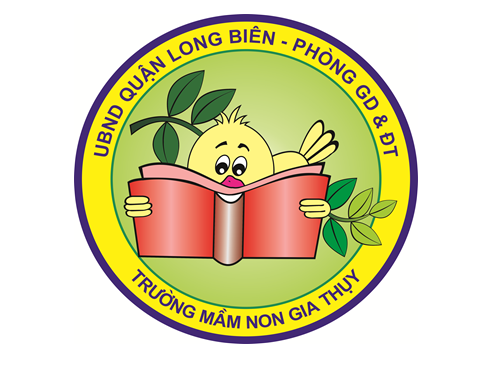 UBND QUẬN LONG BIÊN - PHÒNG GD & ĐT
TRƯỜNG MẦM NON GIA THỤY